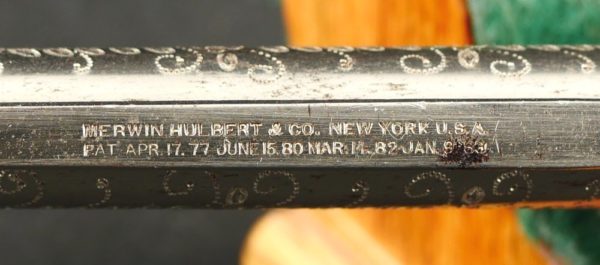 MERWIN HULBERT & CO. NEW YORK U.S.A.
PAT. APR. 17. 77 JUNE 15. 80 MAR. 14. 82 JAN.